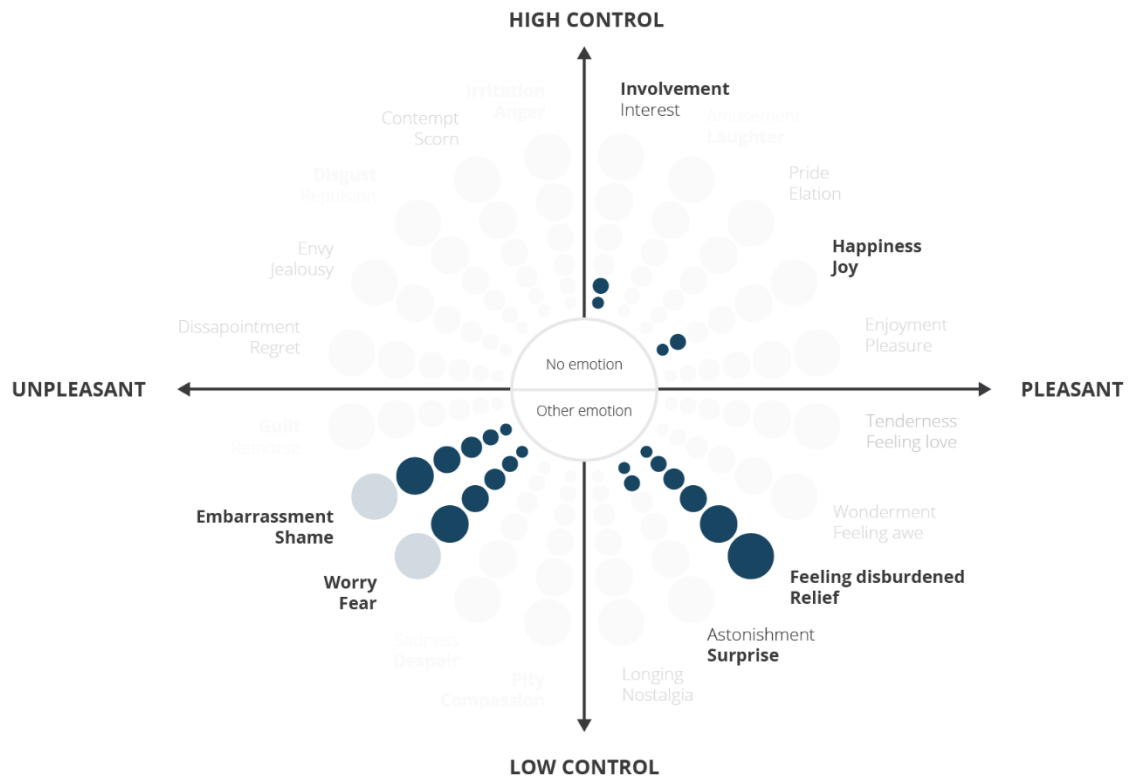 HIGH CONTROL
Irritation
Anger
Involvement
Interest
Contempt
Scorn
Amusement
Laughter
Disgust
Repulsion
Pride
Elation
Envy
Jealousy
Happiness
Joy
Dissapointment
Regret
Enjoyment
Pleasure
No emotion
UNPLEASANT
PLEASANT
Other emotion
Guilt
Remorse
Tenderness
Feeling love
Embarrassment
Shame
Wonderment
Feeling awe
Worry
Fear
Feeling disburdened
Relief
Sadness
Despair
Astonishment
Surprise
Pity
Compassion
Longing
Nostalgia
LOW CONTROL